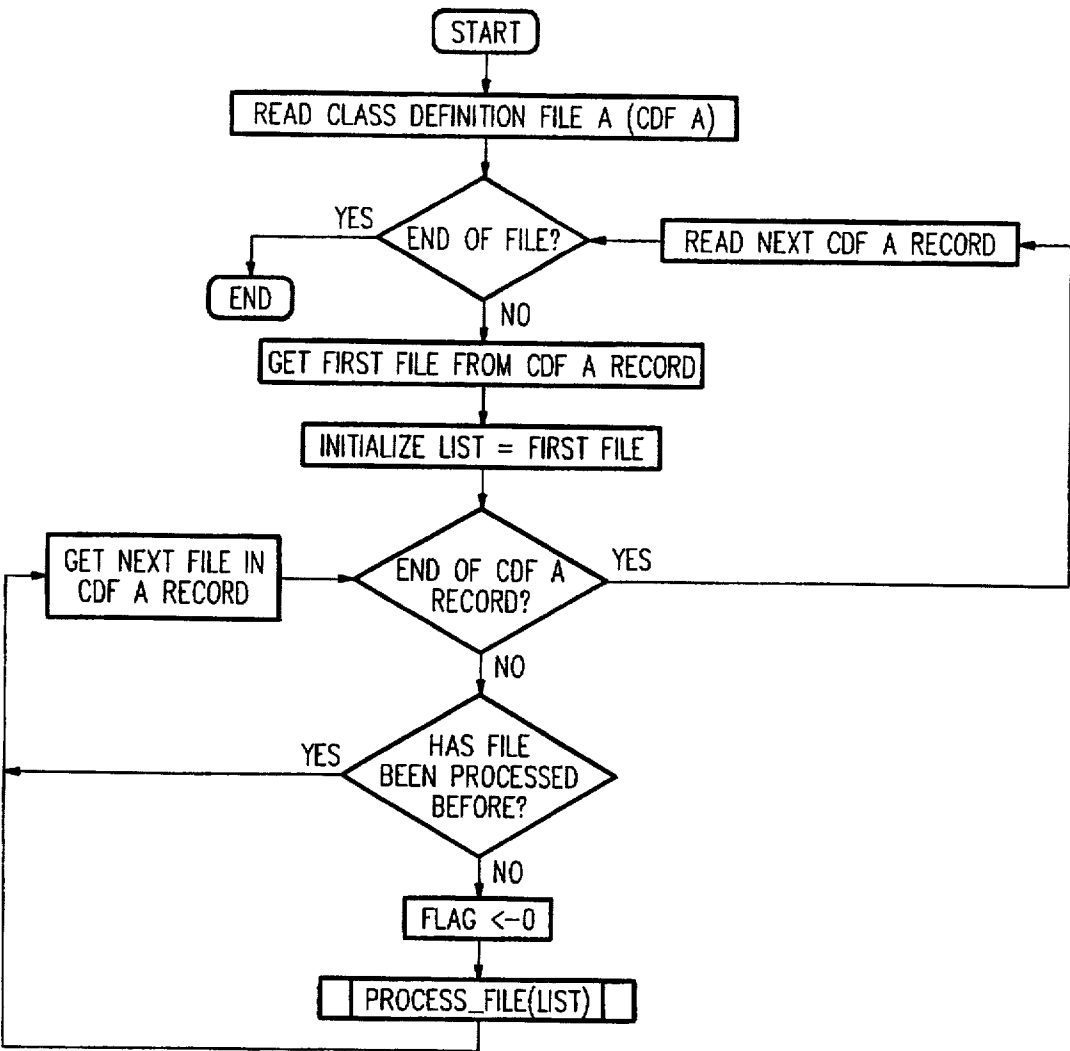 START
READ CLASS DEFINITION FILE A (CDF A)
YES
END OF FILE?
READ NEXT CDF A RECORD
END
NO
GET FIRST FILE FROM CDF A RECORD
INITIALIZE LIST = FIRST FILE
GET NEXT FILE IN
CDF A RECORD
END OF CDF A
RECORD?
YES
NO
YES
HAS FILE
BEEN PROCESSED
BEFORE?
NO
FLAG <-0
PROCESS_FILE(LIST)